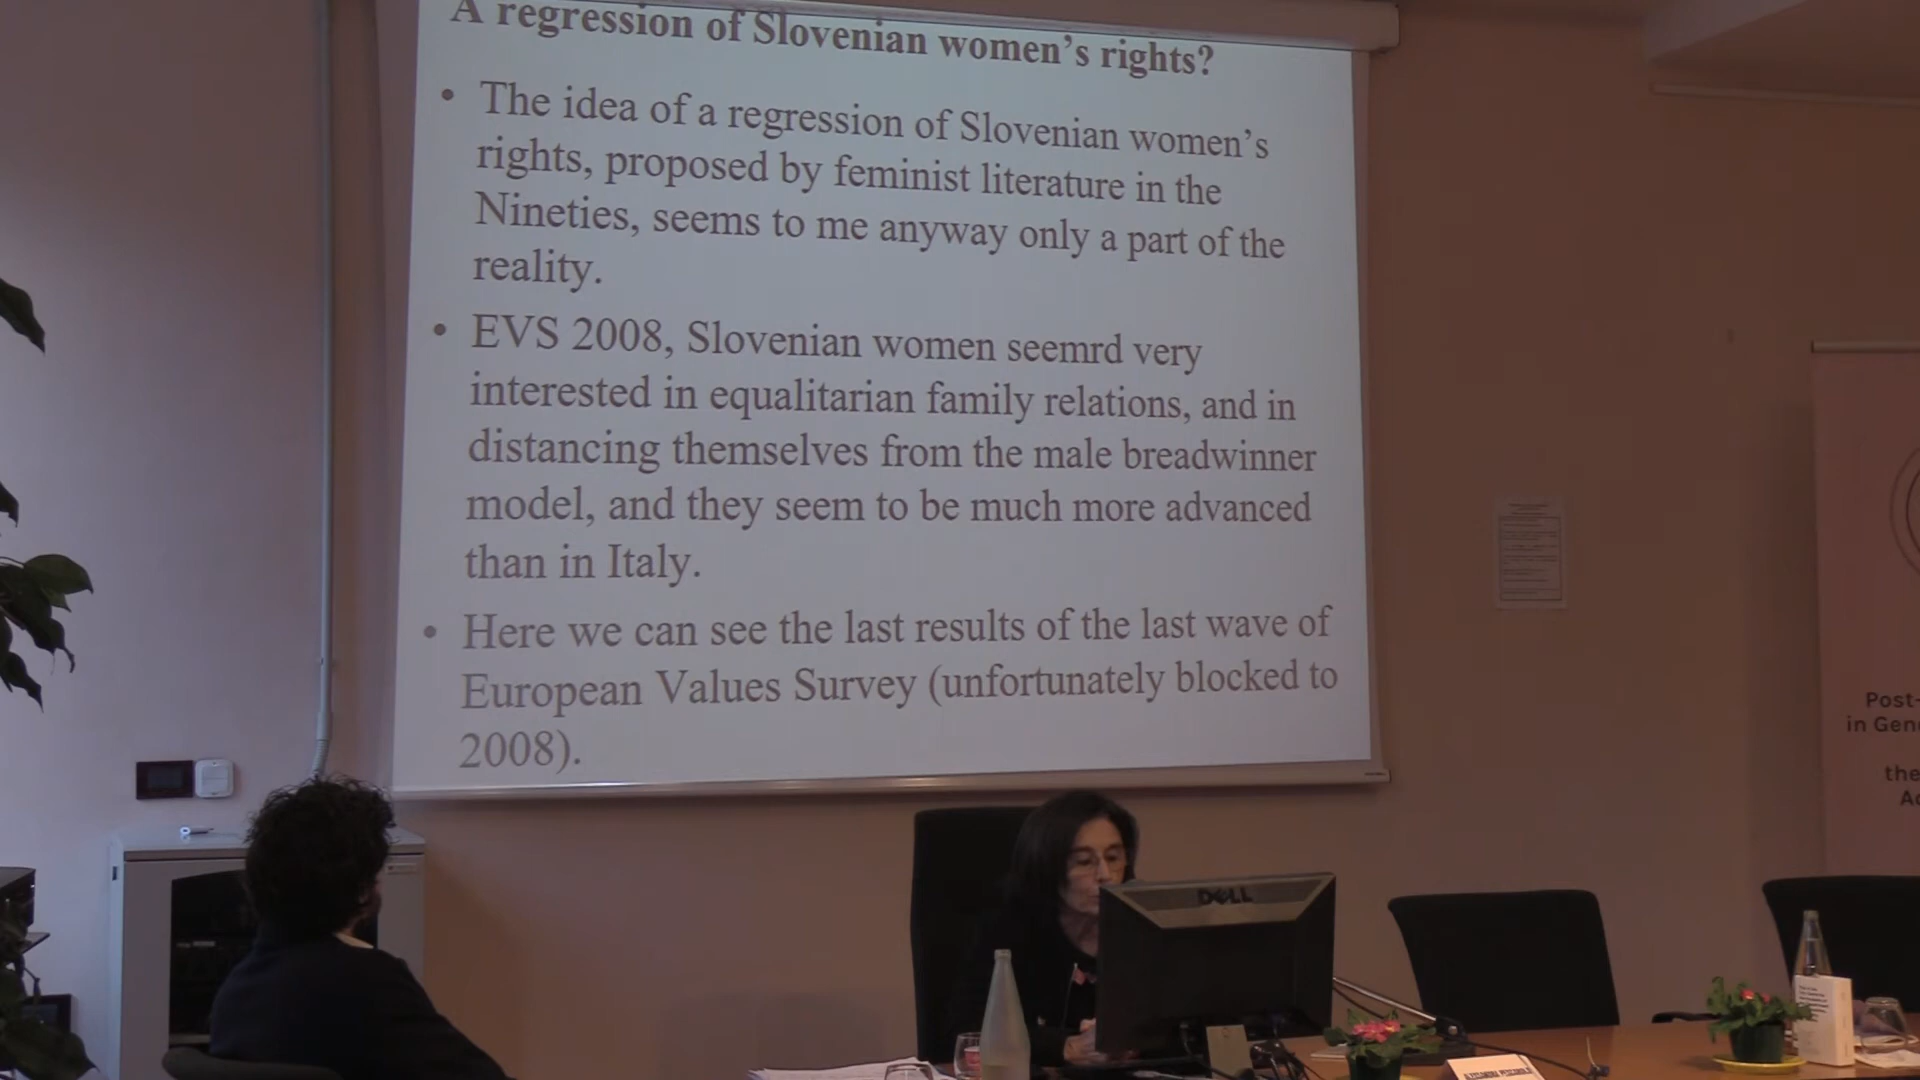 A regression of Slovenian women's rights?
• The idea of a regression of Slovenian women's
rights, proposed by feminist literature in the
Nineties, seems to me anyway only a part of the
reality.
• EVS 2008, Slovenian women seemrd very
interested in equalitarian family relations, and in
distancing themselves from the male breadwinner
model, and they seem to be much more advanced
than in Italy.
• Here we can see the last results of the last wave of
European Values Survey (unfortunately blocked to
2008).
Post-
in Gen
the
DELL